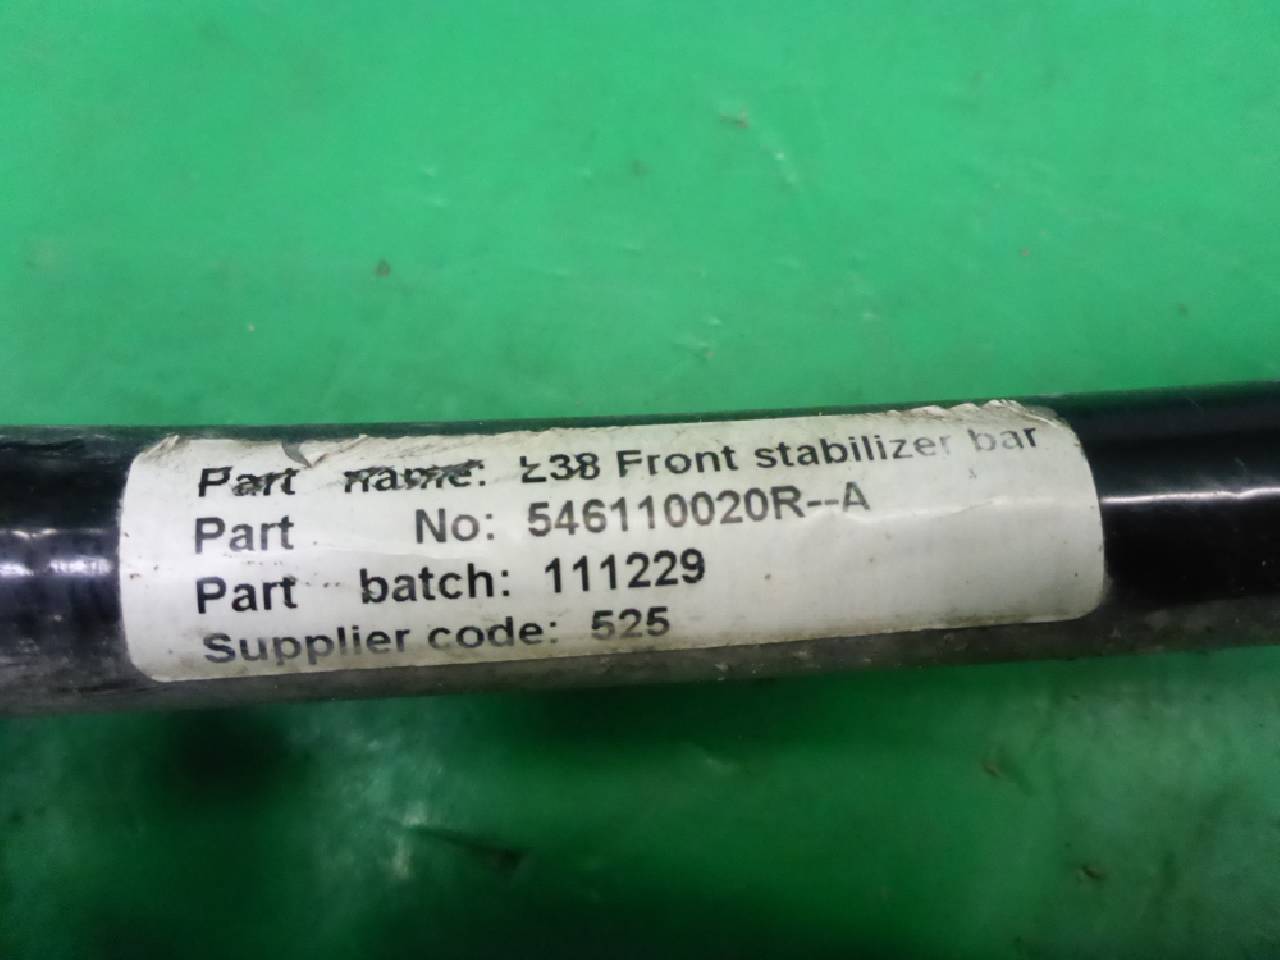 Part name: L38 Front stabilizer bar
Part No: 546110020R--A
Part batch: 111229
Supplier code: 525